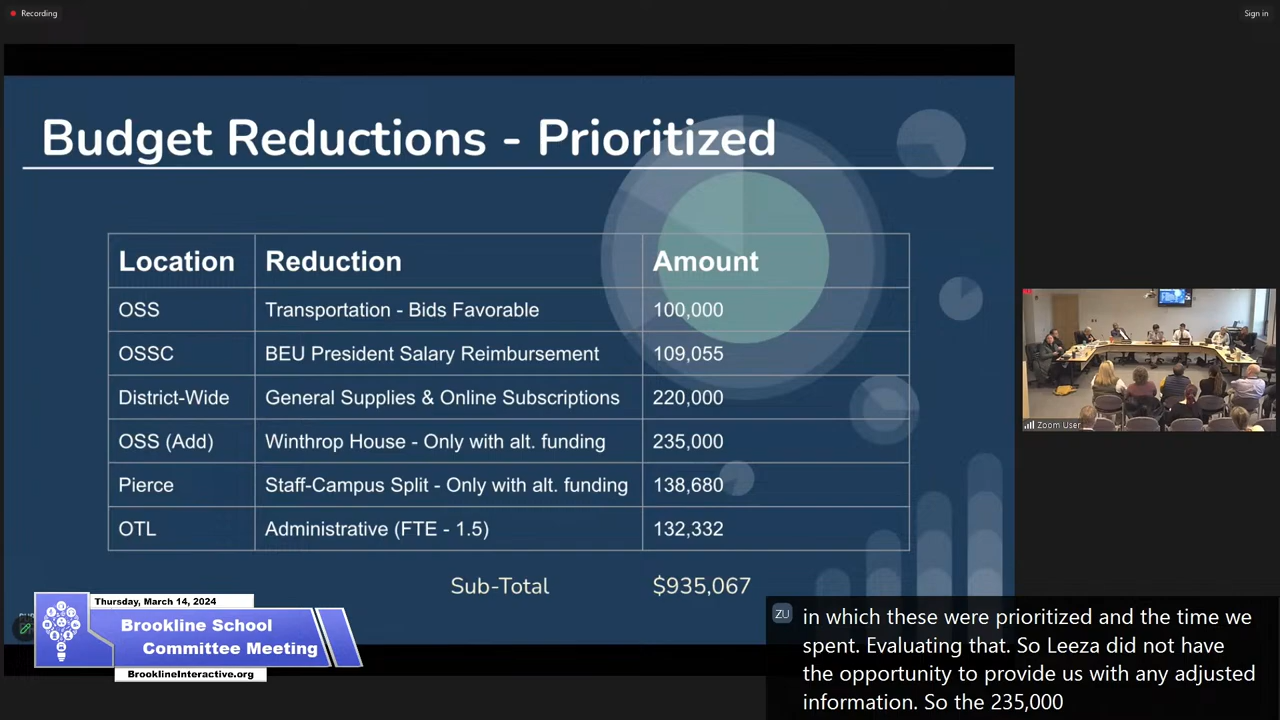 Recording
Sign in
Budget Reductions - Prioritized
Location Reduction Amount
OSS Transportation - Bids Favorable 100,000
OSSC BEU President Salary Reimbursement 109,055
District-Wide General Supplies & Online Subscriptions 220,000
OSS (Add) Winthrop House - Only with alt. funding 235,000
Pierce Staff-Campus Split - Only with alt. funding 138,680
OTL Administrative (FTE - 1.5) 132,332
Sub-Total $935,067
Zoom User
Thursday, March 14, 2024
Brookline School
Committee Meeting
BrooklineInteractive.org
ZU
in which these were prioritized and the time we
spent. Evaluating that. So Leeza did not have
the opportunity to provide us with any adjusted
information. So the 235,000